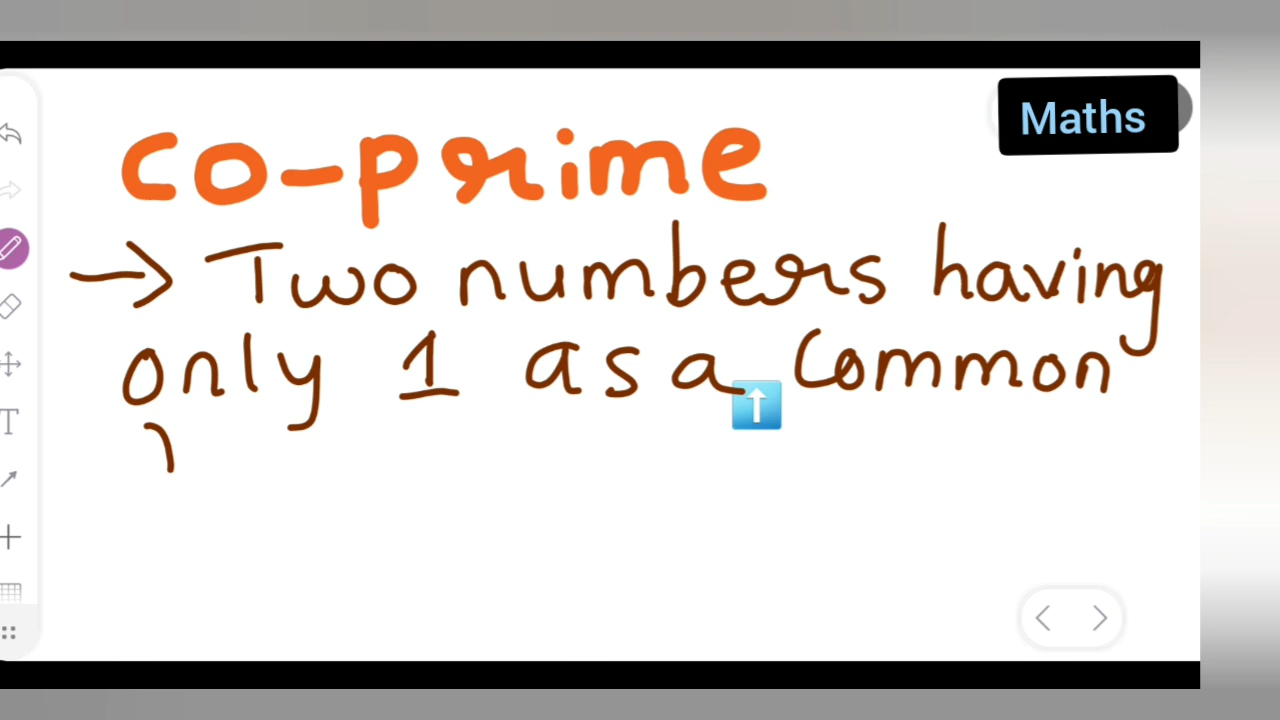 Maths
co-prime
→ Two numbers having
only 1 as a common